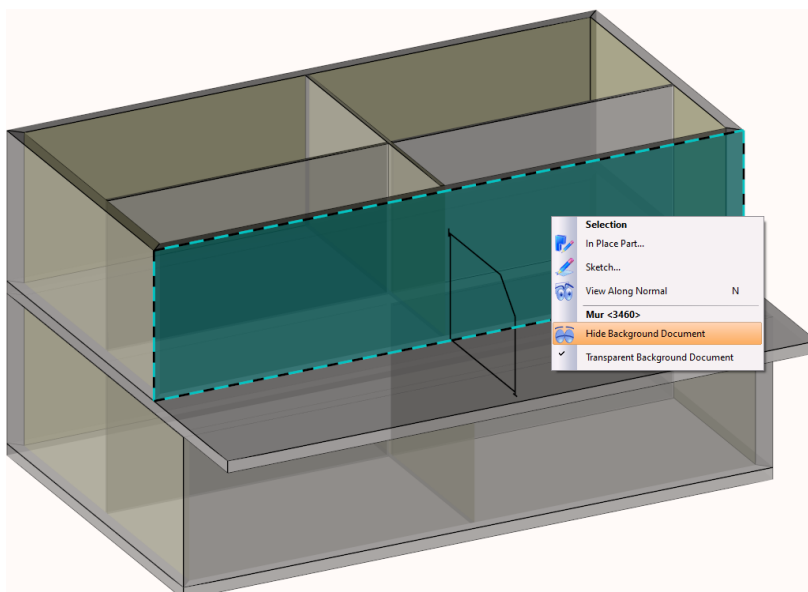 Selection
In Place Part...
Sketch...
View Along Normal N
Mur <3460>
Hide Background Document
Transparent Background Document